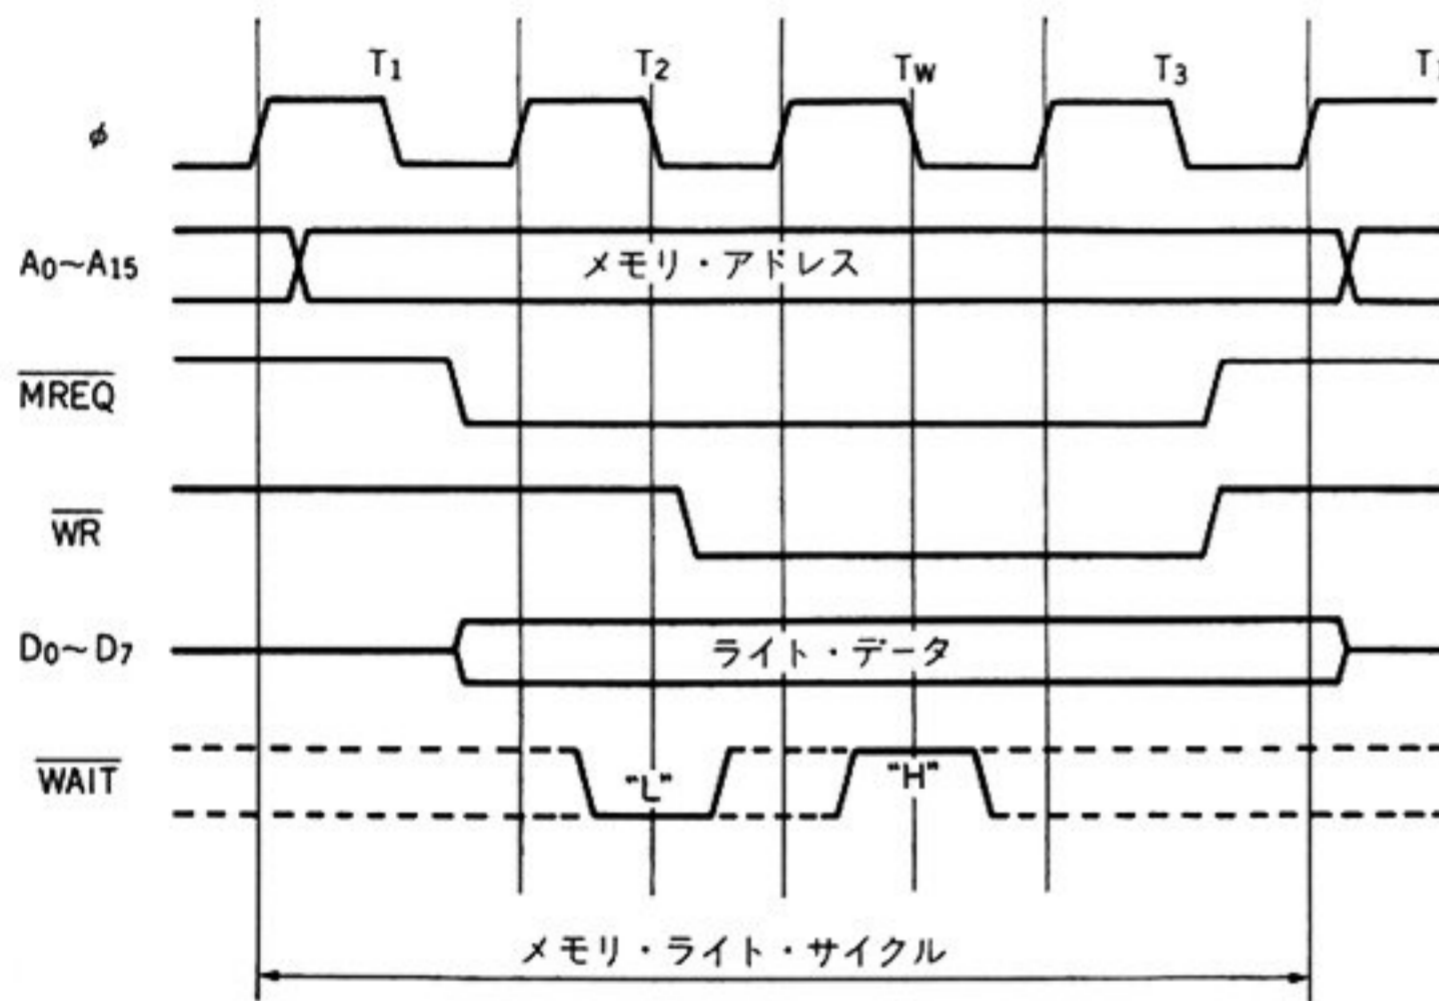 T1 T2 TW T3
φ
A0~A15 メモリ・アドレス
MREQ
WR
D0~D7 ライト・データ
WAIT "L" "H"
メモリ・ライト・サイクル